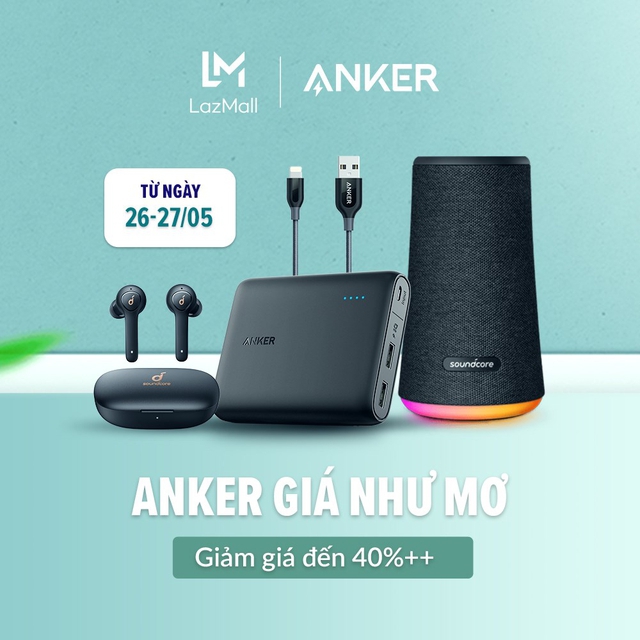 LM
LazMall
ANKER
TỪ NGÀY
26-27/05
ANKER
ANKER
soundcore
soundcore
ANKER GIÁ NHƯ MƠ
Giảm giá đến 40%++